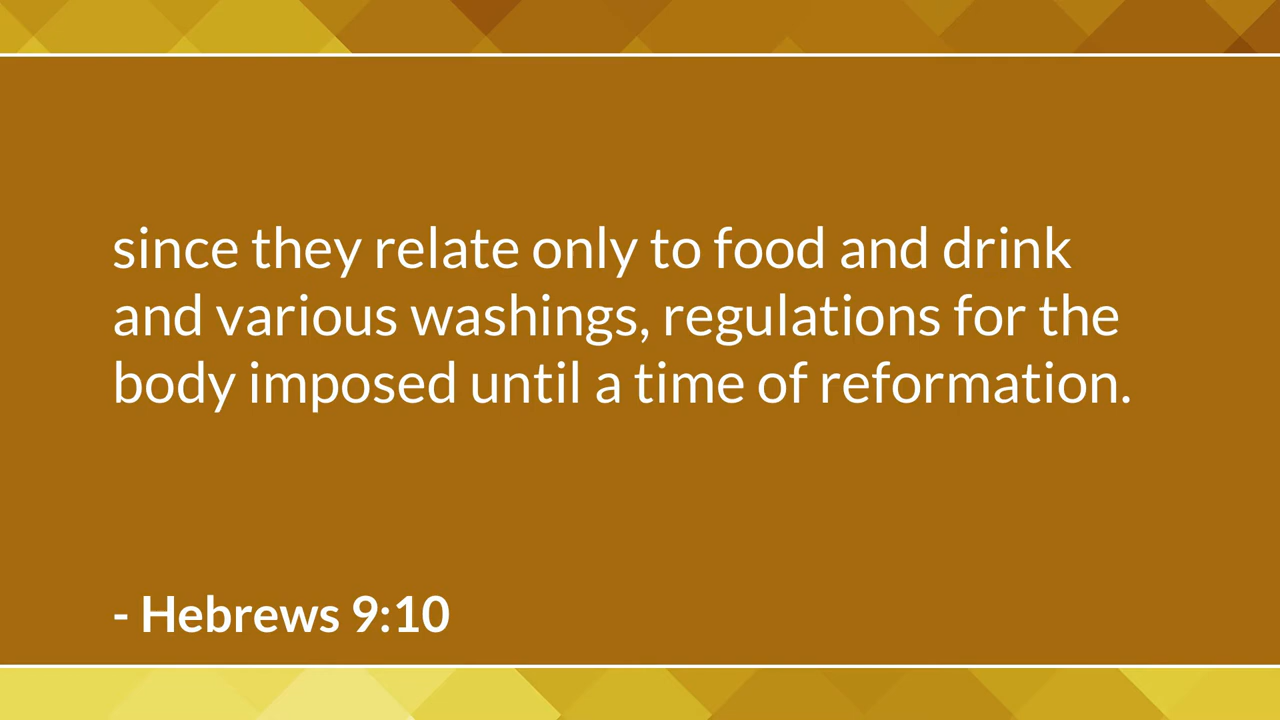 since they relate only to food and drink
and various washings, regulations for the
body imposed until a time of reformation.
- Hebrews 9:10